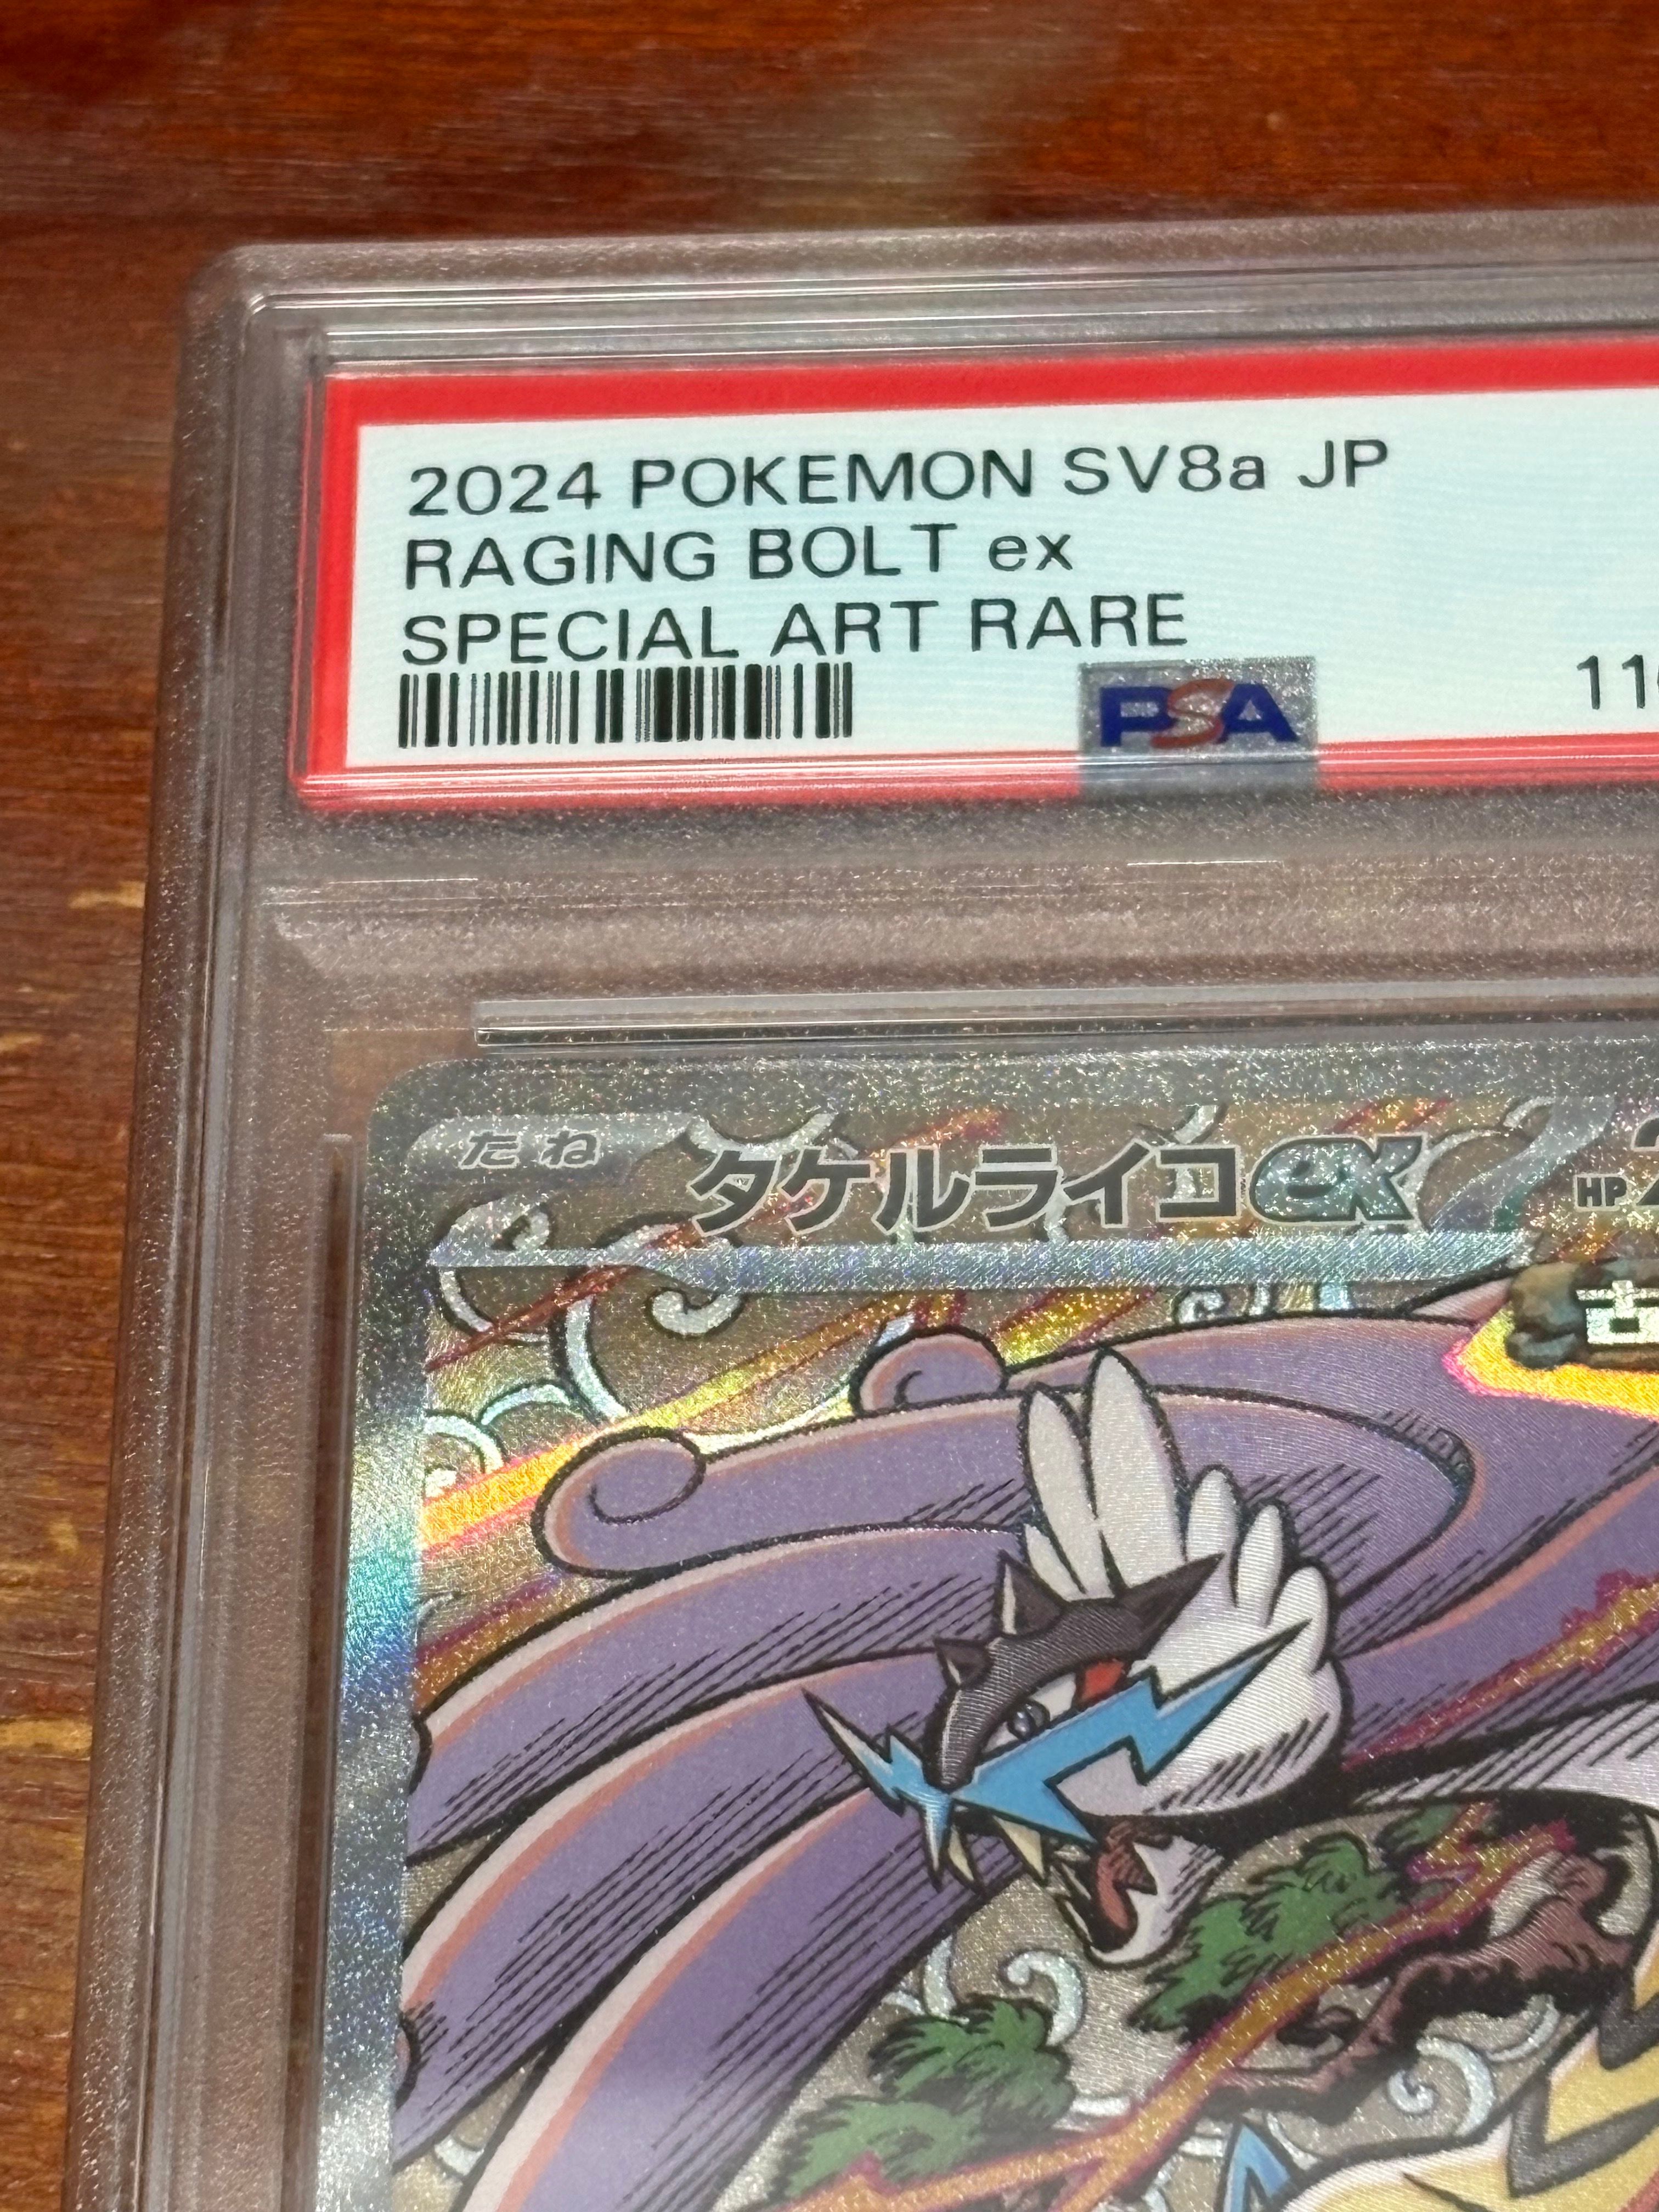 2024 POKEMON SV8a JP
RAGING BOLT ex
SPECIAL ART RARE
PSA
たね
タケルライコex
HP
古